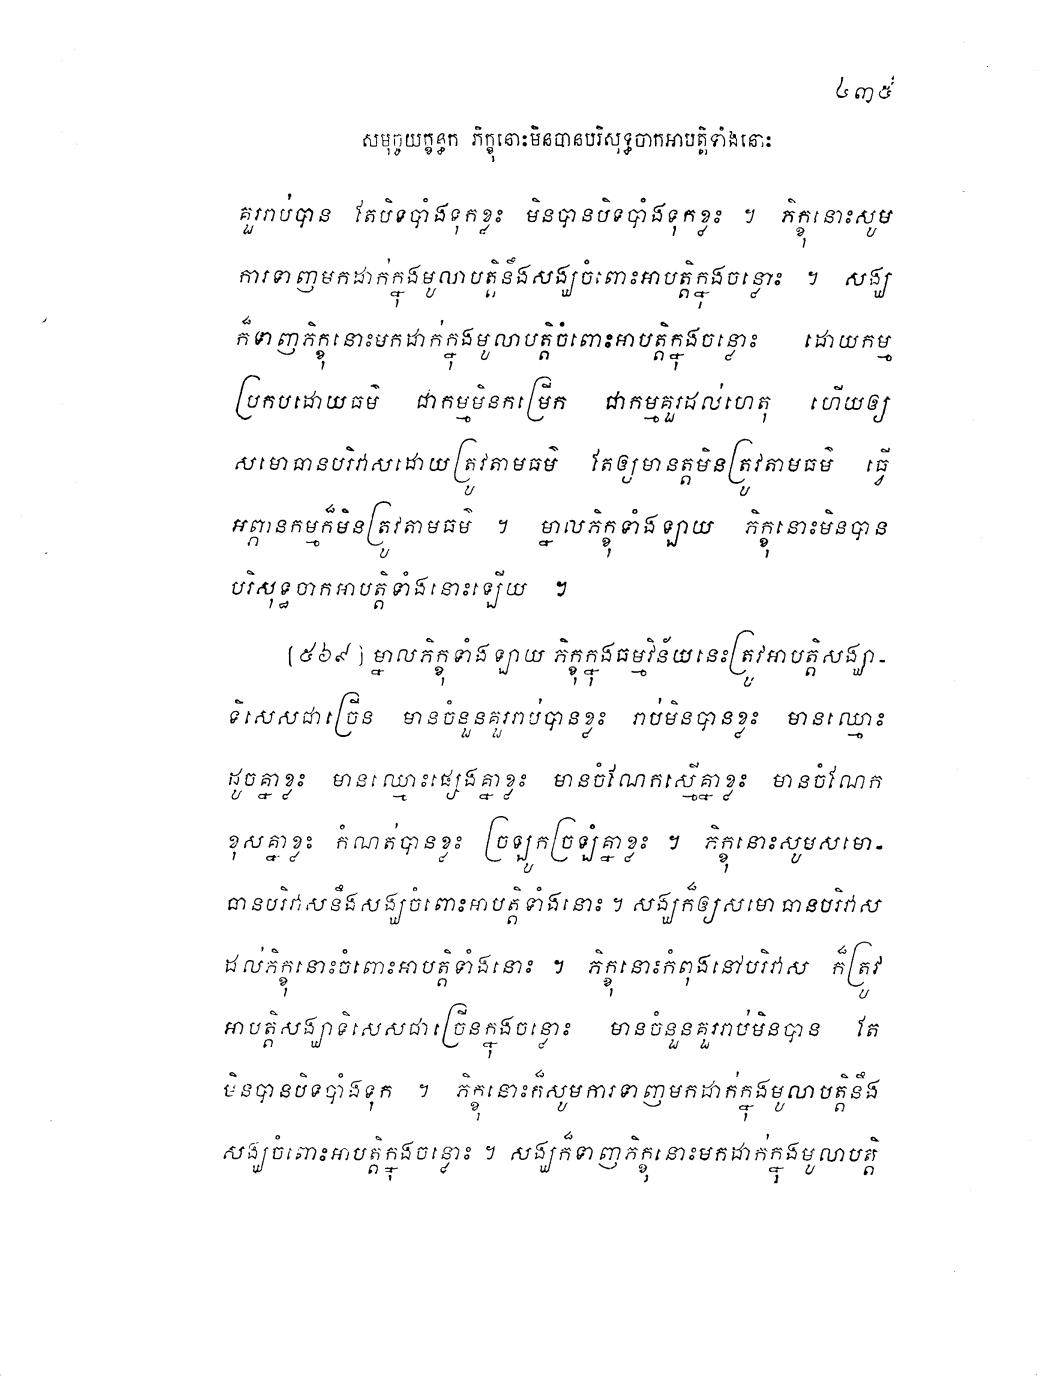 ៤៣៥
សមុច្ចយក្ខន្ធក ភិក្ខុនោះមិនបានបរិសុទ្ធចាកអាបត្តិទាំងនោះ
គួររាប់បាន តែបិទបាំងទុកខ្លះ មិនបានបិទបាំងទុកខ្លះ ។ ភិក្ខុនោះសូម
ការទាញមកដាក់ក្នុងមូលាបត្តិនឹងសង្ឃចំពោះអាបត្តិក្នុងចន្លោះ ។ សង្ឃ
ក៏ទាញភិក្ខុនោះមកដាក់ក្នុងមូលាបត្តិចំពោះអាបត្តិក្នុងចន្លោះ ដោយកម្ម
ប្រកបដោយធម៌ ជាកម្មមិនកម្រើក ជាកម្មគួរដល់ហេតុ ហើយឲ្យ
សមោធានបរិវាសដោយត្រូវតាមធម៌ តែឲ្យមានត្តមិនត្រូវតាមធម៌ ធ្វើ
អព្ភានកម្មក៏មិនត្រូវតាមធម៌ ។ ម្នាលភិក្ខុទាំងឡាយ ភិក្ខុនោះមិនបាន
បរិសុទ្ធចាកអាបត្តិទាំងនោះឡើយ ។
[៥៦៩] ម្នាលភិក្ខុទាំងឡាយ ភិក្ខុក្នុងធម្មវិន័យនេះត្រូវអាបត្តិសង្ឃា-
ទិសេសជាច្រើន មានចំនួនគួររាប់បានខ្លះ រាប់មិនបានខ្លះ មានឈ្មោះ
ដូចគ្នាខ្លះ មានឈ្មោះផ្សេងគ្នាខ្លះ មានចំណែកស្មើគ្នាខ្លះ មានចំណែក
ខុសគ្នាខ្លះ កំណត់បានខ្លះ ច្រឡូកច្រឡំគ្នាខ្លះ ។ ភិក្ខុនោះសូមសមោ-
ធានបរិវាសនឹងសង្ឃចំពោះអាបត្តិទាំងនោះ ។ សង្ឃក៏ឲ្យសមោធានបរិវាស
ដល់ភិក្ខុនោះចំពោះអាបត្តិទាំងនោះ ។ ភិក្ខុនោះកំពុងនៅបរិវាស ក៏ត្រូវ
អាបត្តិសង្ឃាទិសេសជាច្រើនក្នុងចន្លោះ មានចំនួនគួររាប់មិនបាន តែ
មិនបានបិទបាំងទុក ។ ភិក្ខុនោះក៏សូមការទាញមកដាក់ក្នុងមូលាបត្តិនឹង
សង្ឃចំពោះអាបត្តិក្នុងចន្លោះ ។ សង្ឃក៏ទាញភិក្ខុនោះមកដាក់ក្នុងមូលាបត្តិ